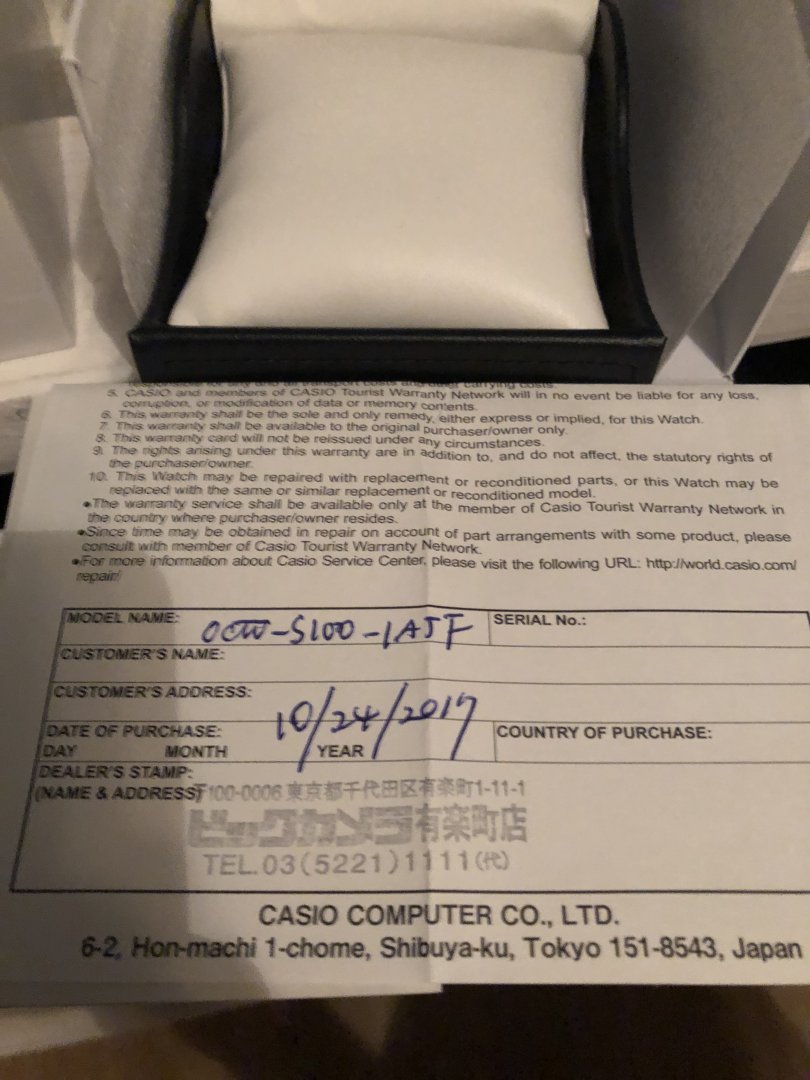 responsible for any and all transport costs and other carrying costs.
5. CASIO and members of CASIO Tourist Warranty Network will in no event be liable for any loss,
corruption, or modification of data or memory contents.
6. This warranty shall be the sole and only remedy, either express or implied, for this Watch.
7. This warranty shall be available to the original purchaser/owner only.
8. This warranty card will not be reissued under any circumstances.
9. The rights arising under this warranty are in addition to, and do not affect, the statutory rights of
the purchaser/owner.
10. This Watch may be repaired with replacement or reconditioned parts, or this Watch may be
replaced with the same or similar replacement or reconditioned model.
●The warranty service shall be available only at the member of Casio Tourist Warranty Network in
the country where purchaser/owner resides.
●Since time may be obtained in repair on account of part arrangements with some product, please
consult with member of Casio Tourist Warranty Network.
●For more information about Casio Service Center, please visit the following URL: http://world.casio.com/
repair/
MODEL NAME: OCW-S100-1AJF SERIAL No.:
CUSTOMER'S NAME:
CUSTOMER'S ADDRESS:
DATE OF PURCHASE: 10/24/2017 COUNTRY OF PURCHASE:
DAY MONTH YEAR
DEALER'S STAMP:
(NAME & ADDRESS) 〒100-0006 東京都千代田区有楽町1-11-1
ビックカメラ有楽町店
TEL.03(5221)1111(代)
CASIO COMPUTER CO., LTD.
6-2, Hon-machi 1-chome, Shibuya-ku, Tokyo 151-8543, Japan